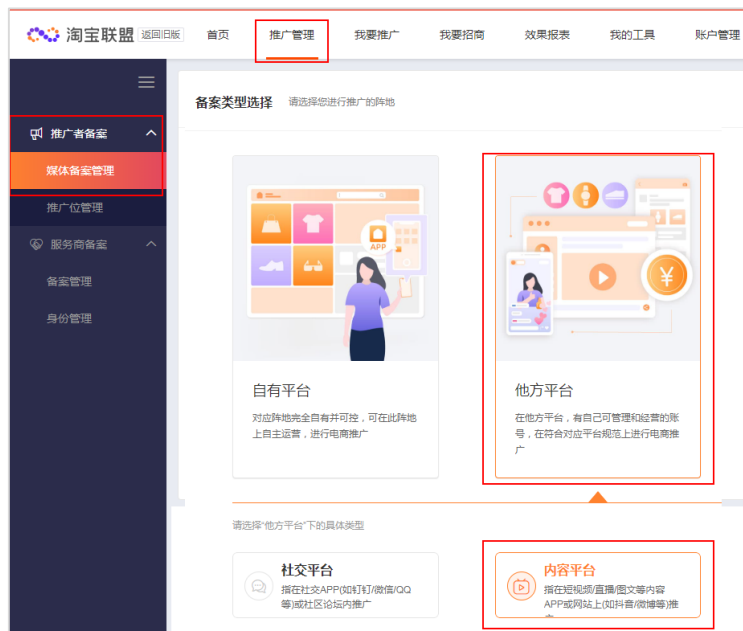 淘宝联盟 返回旧版 首页 推广管理 我要推广 我要招商 效果报表 我的工具 账户管理
推广者备案
媒体备案管理
推广位管理
服务商备案
备案管理
身份管理
备案类型选择 请选择您进行推广的阵地
APP
自有平台
对应阵地完全自有并可控，可在此阵地
上自主运营，进行电商推广
¥
他方平台
在他方平台，有自己可管理和经营的账
号，在符合对应平台规范上进行电商推
广
请选择“他方平台”下的具体类型
社交平台
指在社交APP(如钉钉/微信/QQ
等)或社区论坛内推广
内容平台
指在短视频/直播/图文等内容
APP或网站上(如抖音/微博等)推